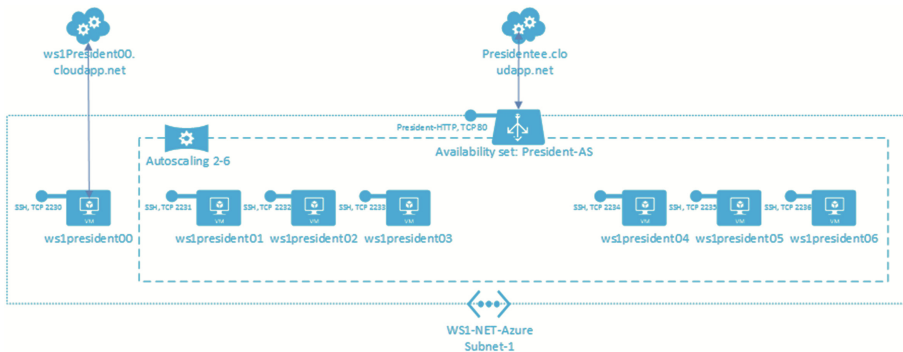 ws1President00.
cloudapp.net
Presidentee.clo
udapp.net
President-HTTP, TCP 80
Autoscaling 2-6
Availability set: President-AS
SSH, TCP 2230
VM
ws1president00
SSH, TCP 2231
VM
ws1president01
SSH, TCP 2232
VM
ws1president02
SSH, TCP 2233
VM
ws1president03
SSH, TCP 2234
VM
ws1president04
SSH, TCP 2235
VM
ws1president05
SSH, TCP 2236
VM
ws1president06
WS1-NET-Azure
Subnet-1